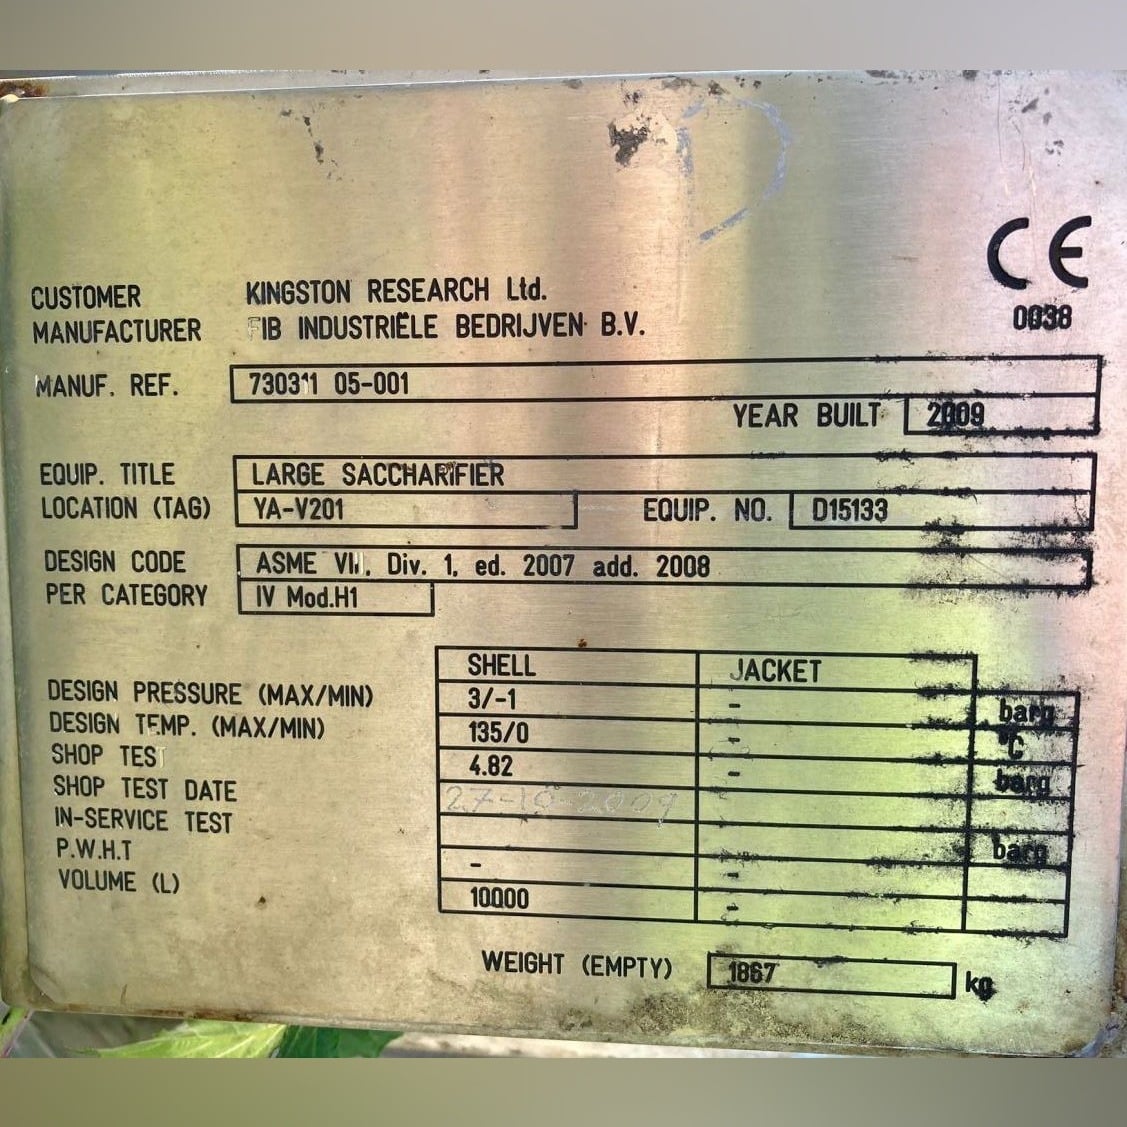 CE
0038
CUSTOMER KINGSTON RESEARCH Ltd.
MANUFACTURER FIB INDUSTRIËLE BEDRIJVEN B.V.
MANUF. REF. 730311 05-001
YEAR BUILT 2009
EQUIP. TITLE LARGE SACCHARIFIER
LOCATION (TAG) YA-V201 EQUIP. NO. D15133
DESIGN CODE ASME VIII, Div. 1, ed. 2007 add. 2008
PER CATEGORY IV Mod.H1
SHELL JACKET
DESIGN PRESSURE (MAX/MIN) 3/-1 - barg
DESIGN TEMP. (MAX/MIN) 135/0 - °C
SHOP TEST 4.82 - barg
SHOP TEST DATE 27-10-2009
IN-SERVICE TEST barg
P.W.H.T - -
VOLUME (L) 10000 -
WEIGHT (EMPTY) 1867 kg